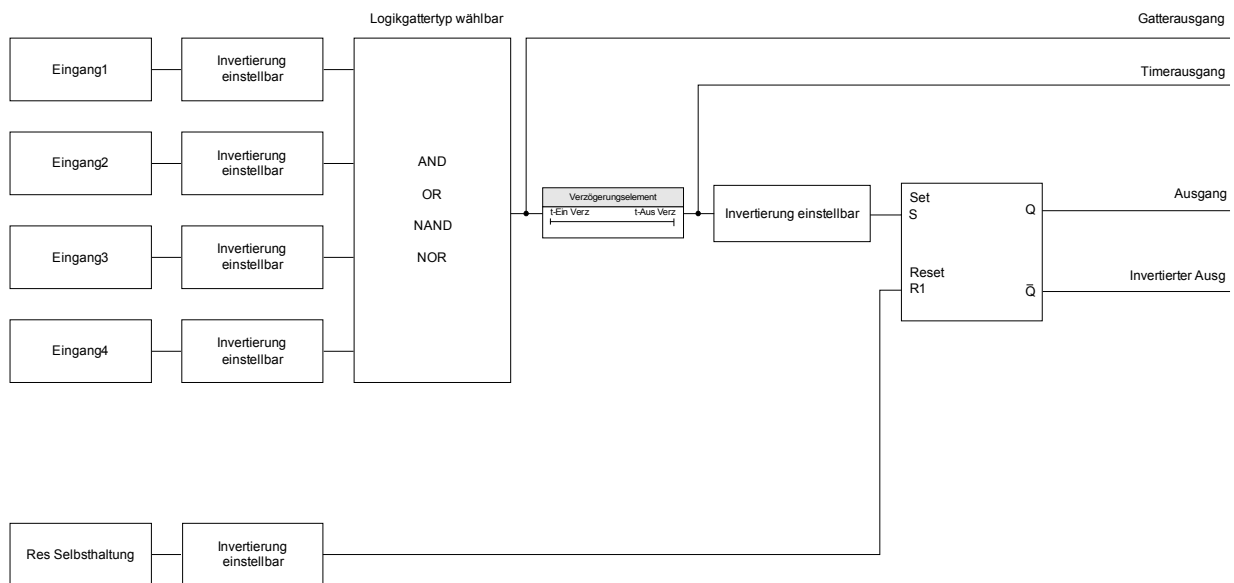 Logikgattertyp wählbar
Gatterausgang
Eingang1
Invertierung
einstellbar
Timerausgang
Eingang2
Invertierung
einstellbar
AND
OR
NAND
NOR
Verzögerungselement
t-Ein Verz
t-Aus Verz
Invertierung einstellbar
Set
S
Q
Ausgang
Eingang3
Invertierung
einstellbar
Reset
R1
Q̅
Invertierter Ausg
Eingang4
Invertierung
einstellbar
Res Selbsthaltung
Invertierung
einstellbar